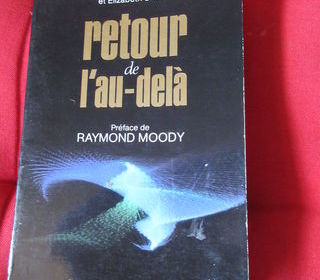 et Elizabeth
retour
de
l'au-delà
Préface de
RAYMOND MOODY